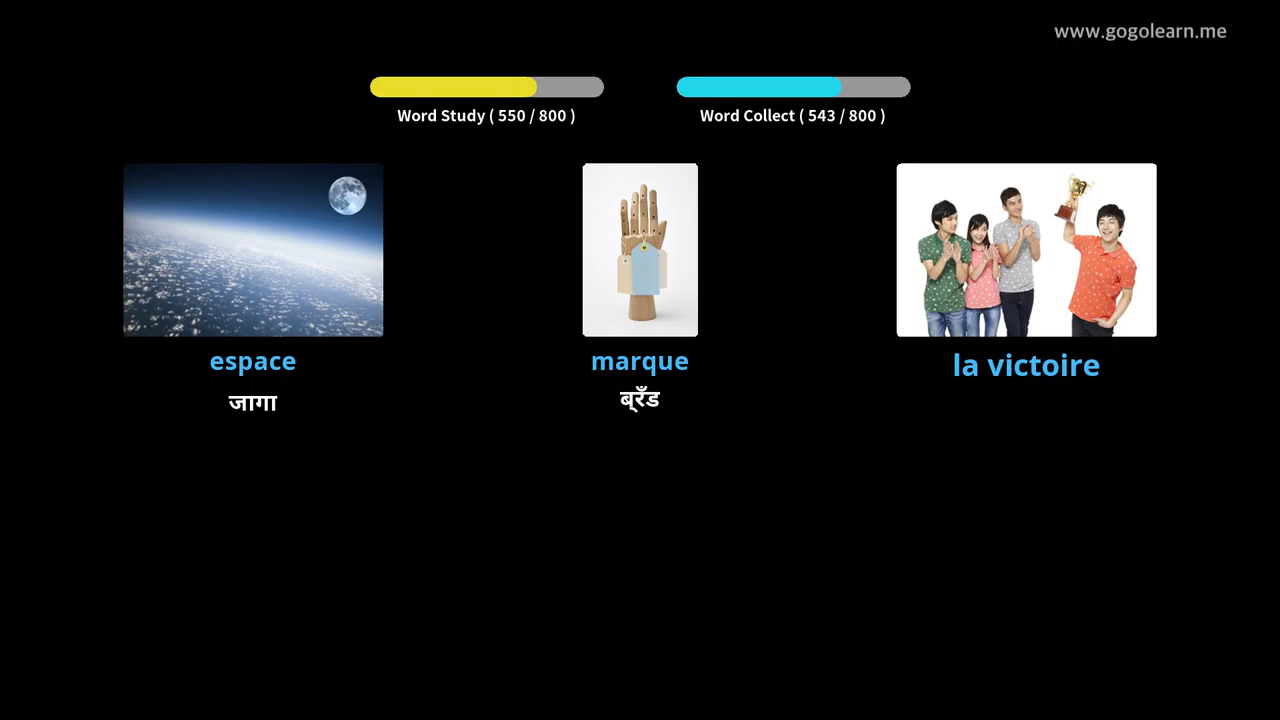 www.gogolearn.me
Word Study ( 550 / 800 )
Word Collect ( 543 / 800 )
espace
marque
la victoire
जागा
ब्रँड